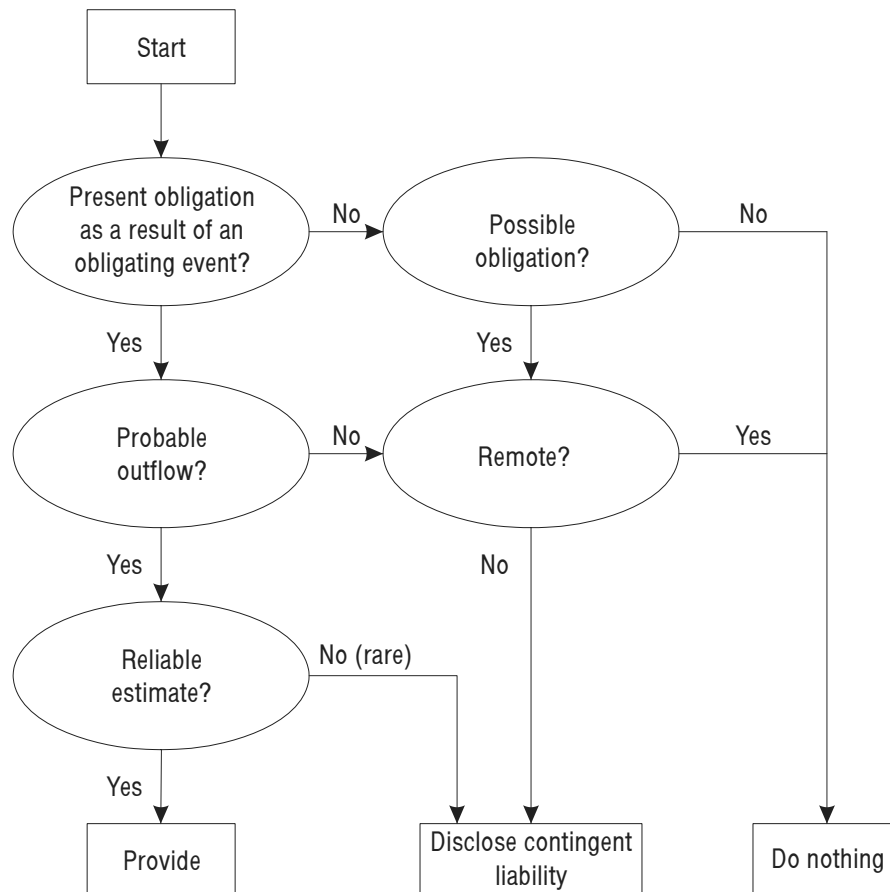 Start
Present obligation
as a result of an
obligating event?
No
Possible
obligation?
No
Yes
Yes
Probable
outflow?
No
Remote?
Yes
Yes
No
Reliable
estimate?
No (rare)
Yes
Provide
Disclose contingent
liability
Do nothing